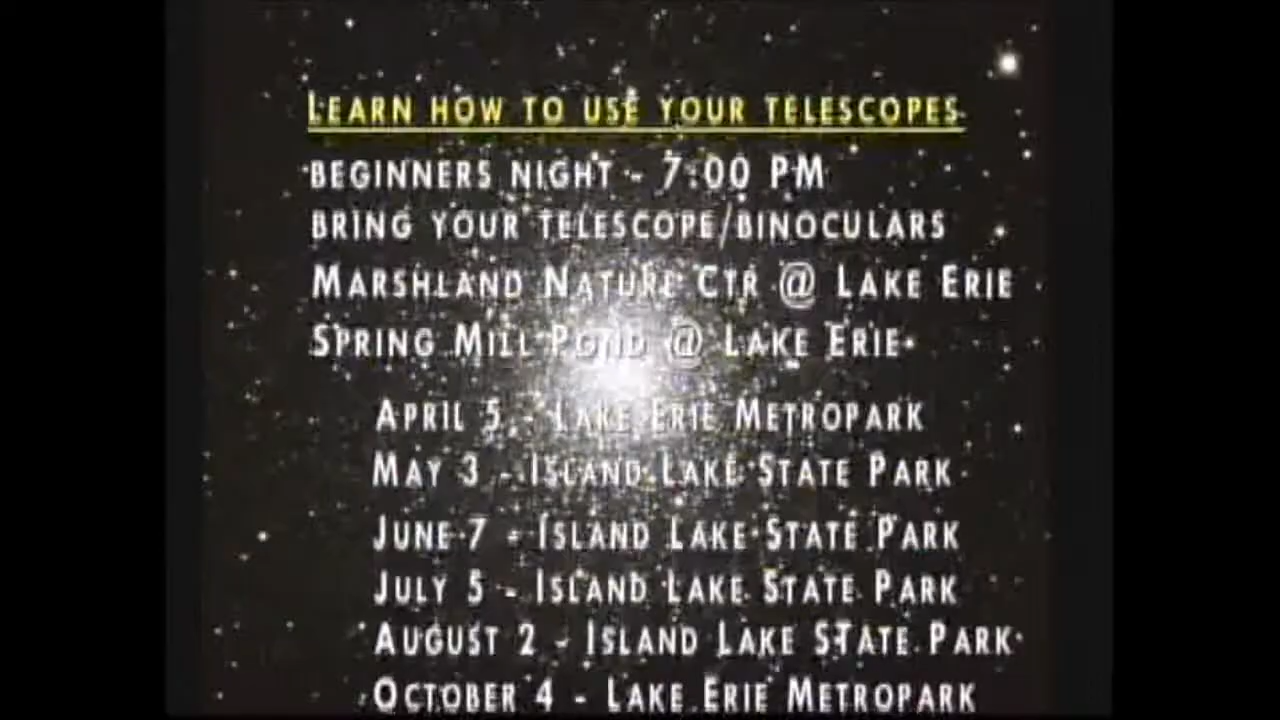 LEARN HOW TO USE YOUR TELESCOPES
BEGINNERS NIGHT - 7:00 PM
BRING YOUR TELESCOPE/BINOCULARS
MARSHLAND NATURE CTR @ LAKE ERIE
SPRING MILL POND @ LAKE ERIE
APRIL 5 - LAKE ERIE METROPARK
MAY 3 - ISLAND LAKE STATE PARK
JUNE 7 - ISLAND LAKE STATE PARK
JULY 5 - ISLAND LAKE STATE PARK
AUGUST 2 - ISLAND LAKE STATE PARK
OCTOBER 4 - LAKE ERIE METROPARK